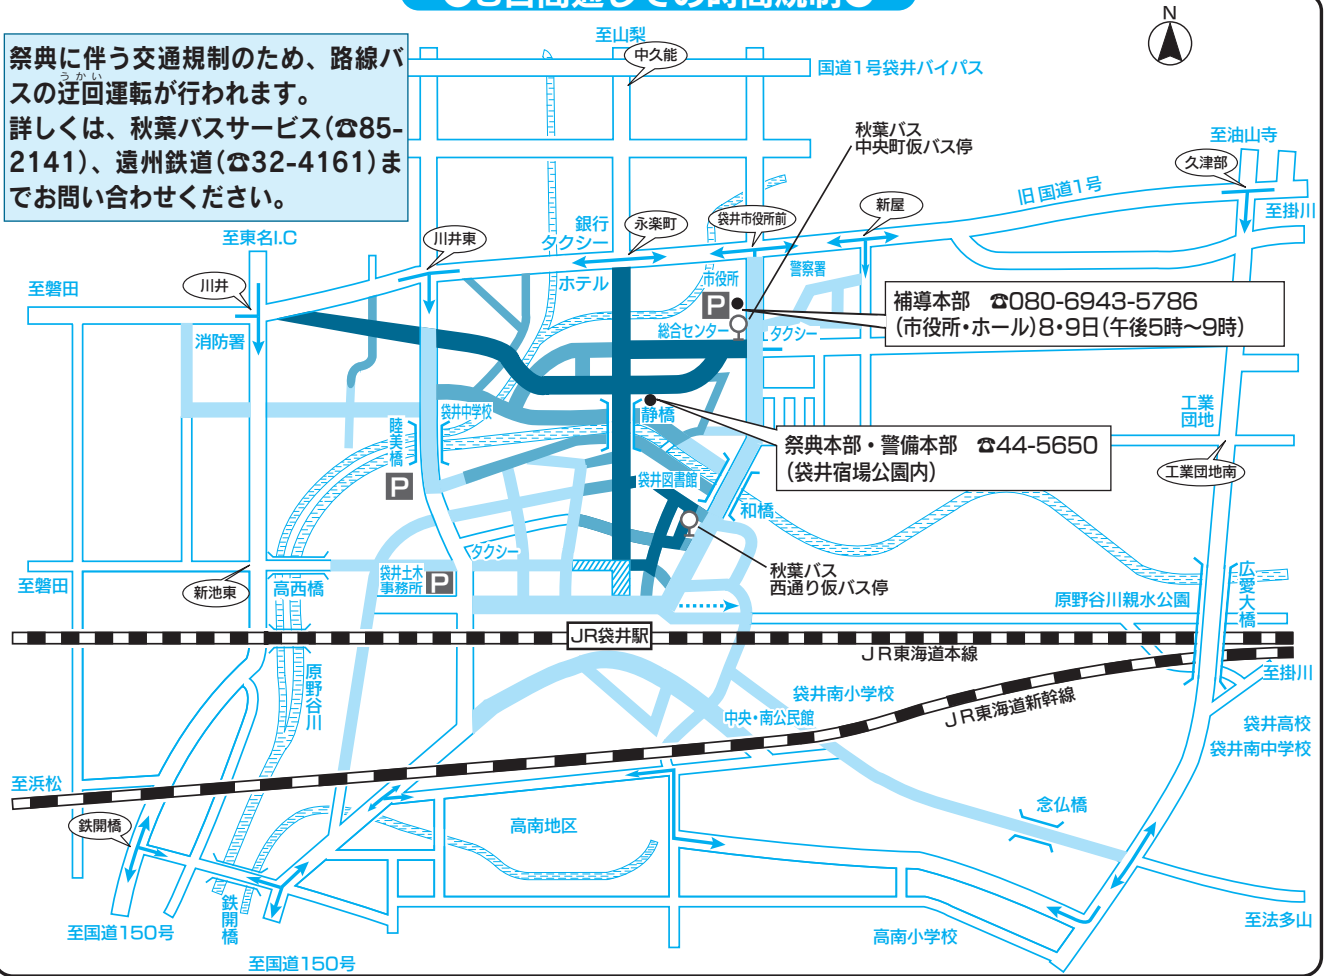 ●3日間通しての時間規制●
祭典に伴う交通規制のため、路線バ
うかい
スの迂回運転が行われます。
詳しくは、秋葉バスサービス(☎85-
2141)、遠州鉄道(☎32-4161)ま
でお問い合わせください。
N
至山梨
中久能
国道1号袋井バイパス
秋葉バス
中央町仮バス停
至油山寺
久津部
旧国道1号
至掛川
新屋
袋井市役所前
永楽町
銀行
タクシー
川井東
至東名I.C
川井
至磐田
消防署
ホテル
市役所
P
警察署
総合センター
タクシー
補導本部 ☎080-6943-5786
(市役所・ホール)8・9日(午後5時〜9時)
工業
団地
工業団地南
祭典本部・警備本部 ☎44-5650
(袋井宿場公園内)
静橋
袋井中学校
睦美橋
P
袋井図書館
和橋
タクシー
秋葉バス
西通り仮バス停
袋井土木
事務所
P
至磐田
新池東
高西橋
原野谷川親水公園
広愛大橋
JR袋井駅
JR東海道本線
至掛川
原野谷川
袋井南小学校
中央・南公民館
JR東海道新幹線
袋井高校
袋井南中学校
至浜松
鉄開橋
高南地区
念仏橋
鉄開橋
至国道150号
至国道150号
高南小学校
至法多山